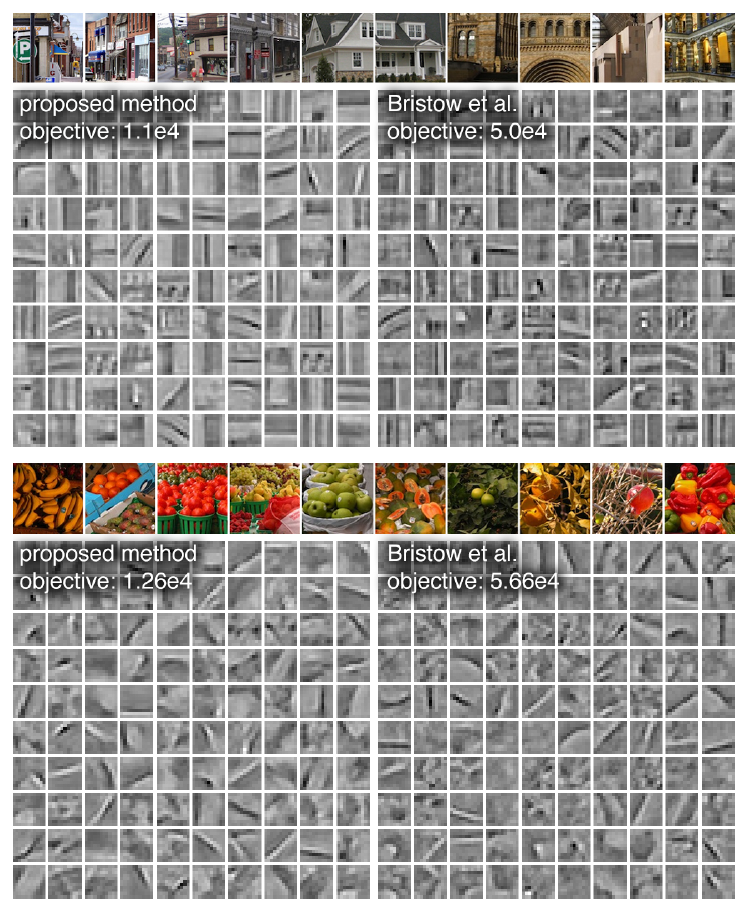 P
proposed method
objective: 1.1e4
Bristow et al.
objective: 5.0e4
proposed method
objective: 1.26e4
Bristow et al.
objective: 5.66e4